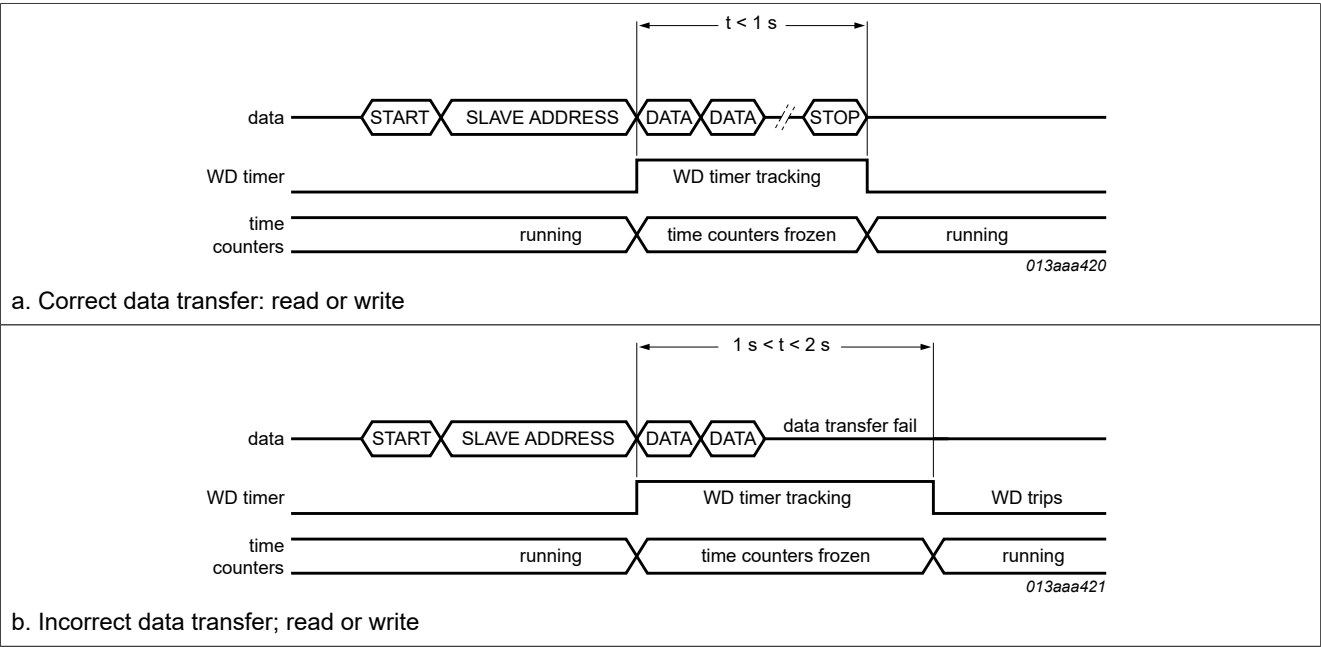 t < 1 s
data START SLAVE ADDRESS DATA DATA STOP
WD timer WD timer tracking
time
counters running time counters frozen running
013aaa420
a. Correct data transfer: read or write
1 s < t < 2 s
data START SLAVE ADDRESS DATA DATA data transfer fail
WD timer WD timer tracking WD trips
time
counters running time counters frozen running
013aaa421
b. Incorrect data transfer; read or write